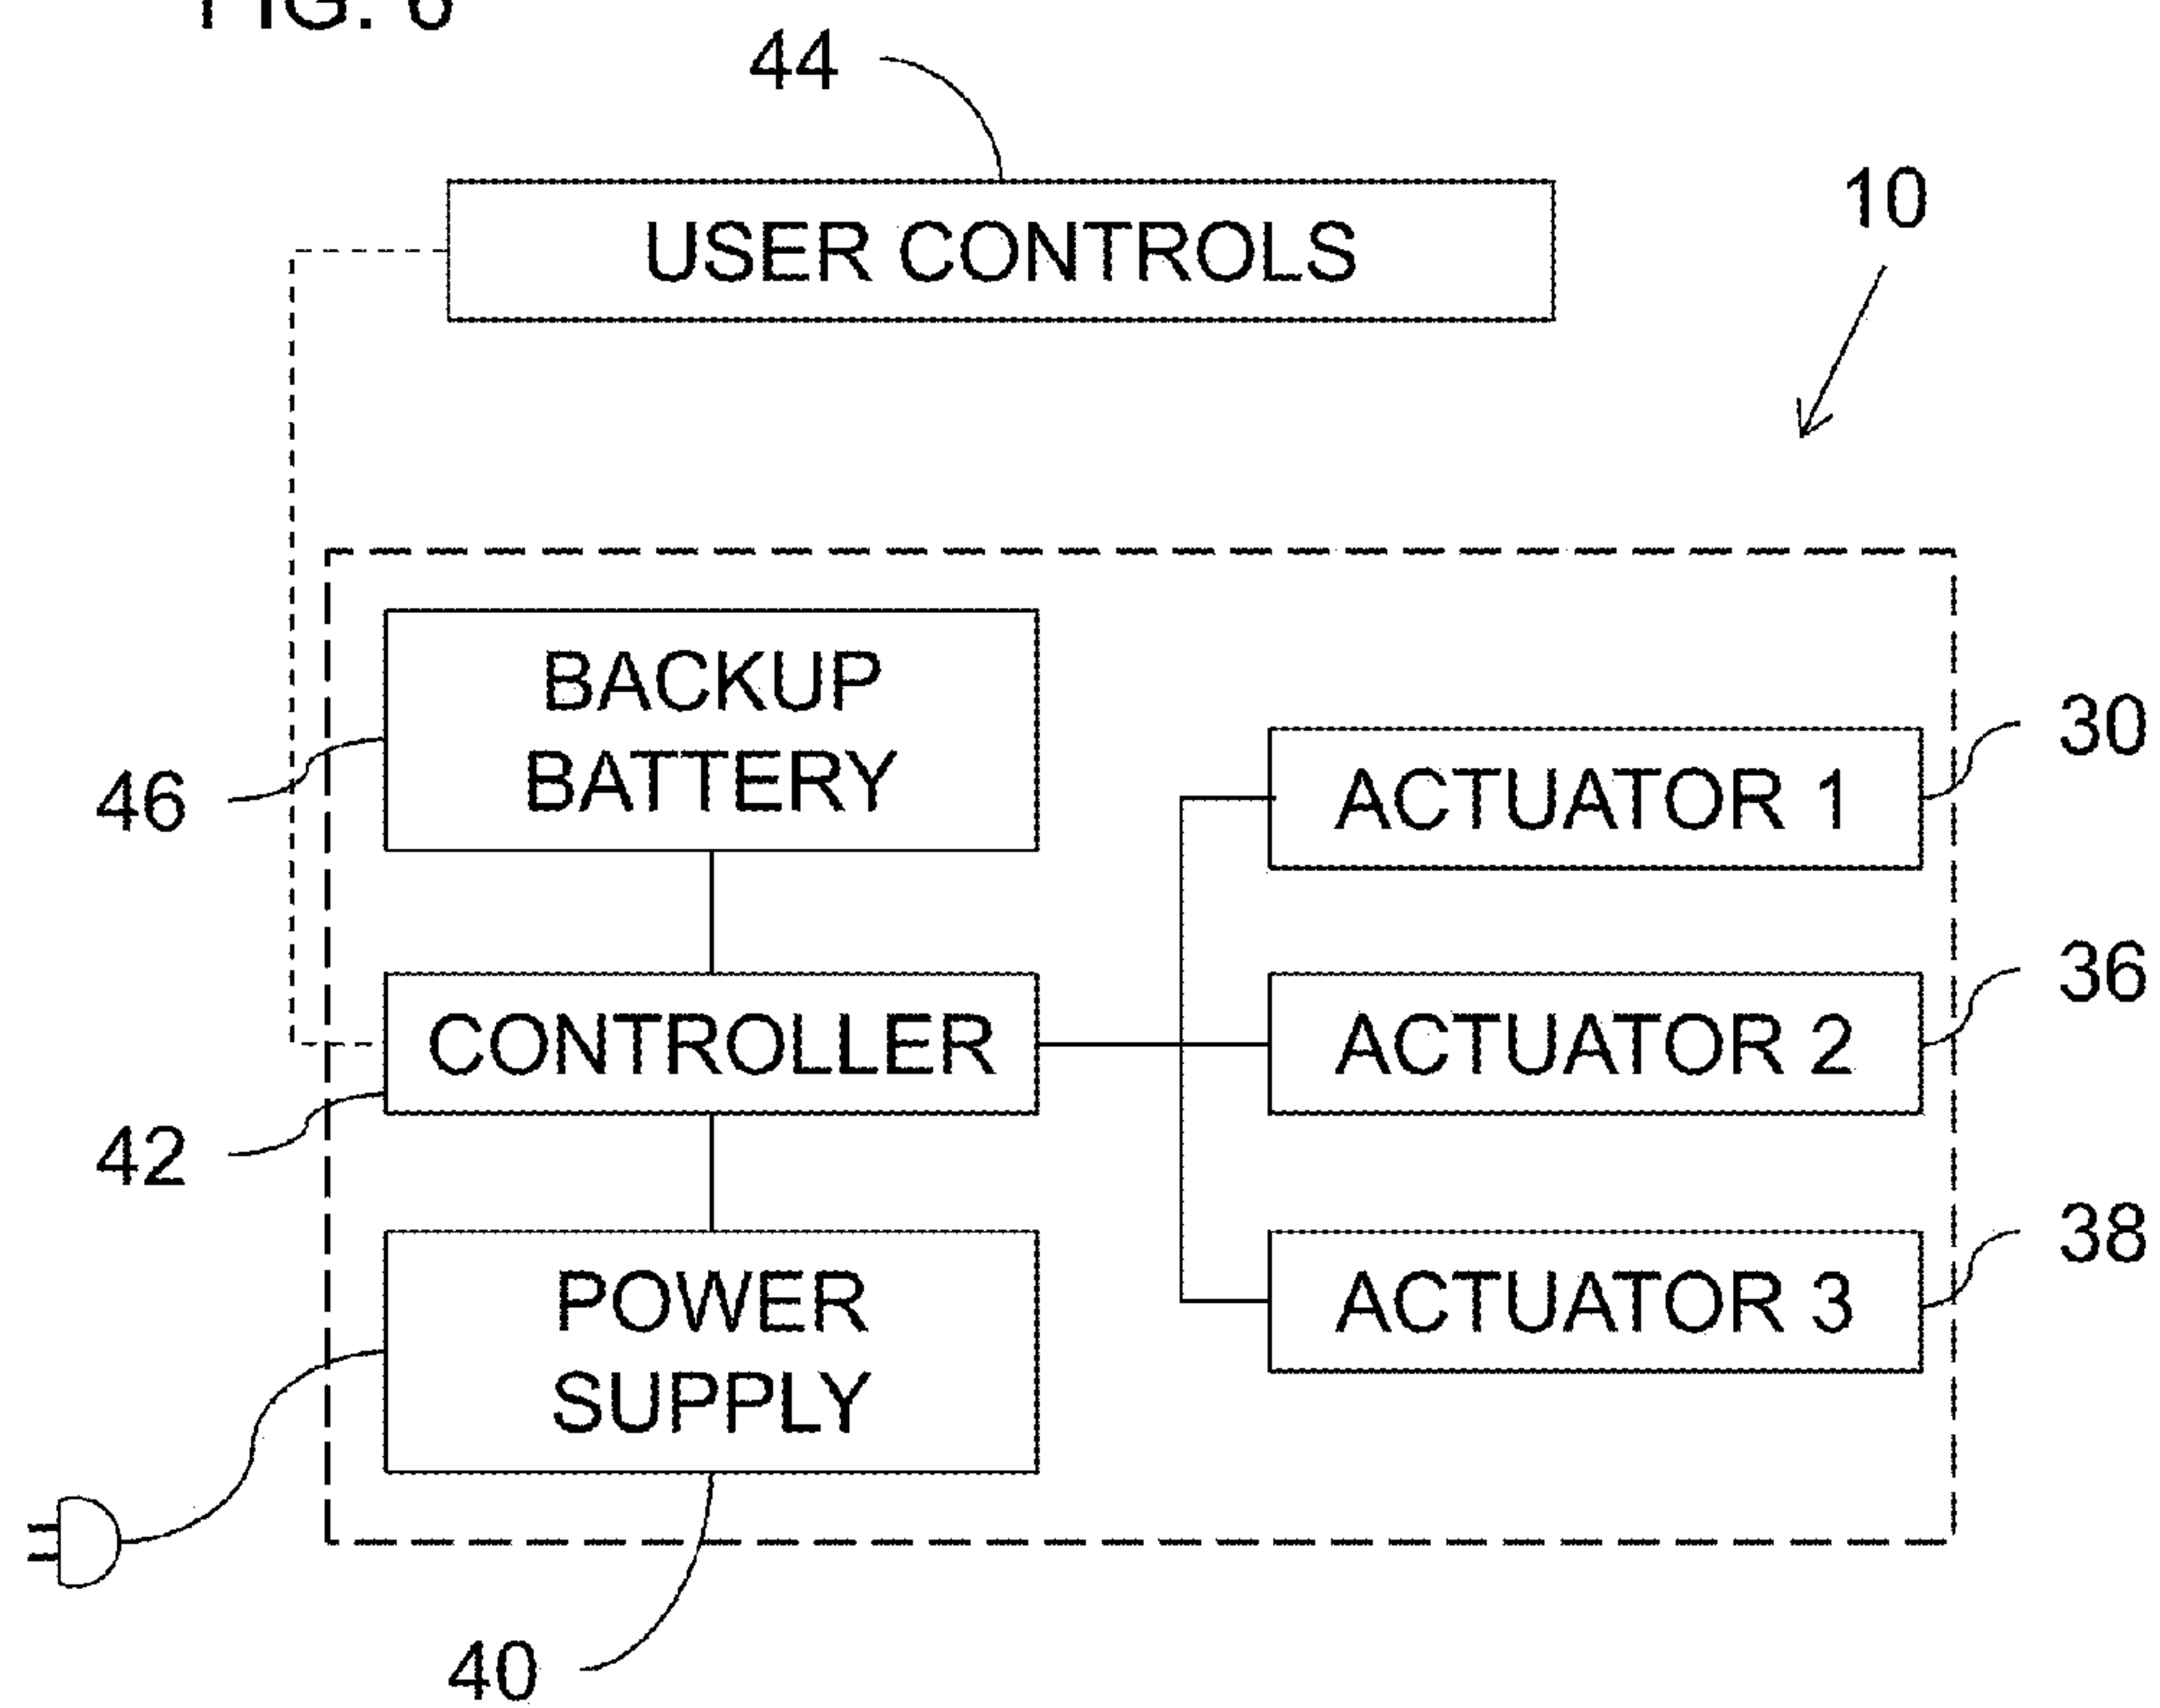 FIG.
44
USER CONTROLS
10
BACKUP
BATTERY
46
ACTUATOR 1
30
CONTROLLER
42
ACTUATOR 2
36
POWER
SUPPLY
ACTUATOR 3
38
40